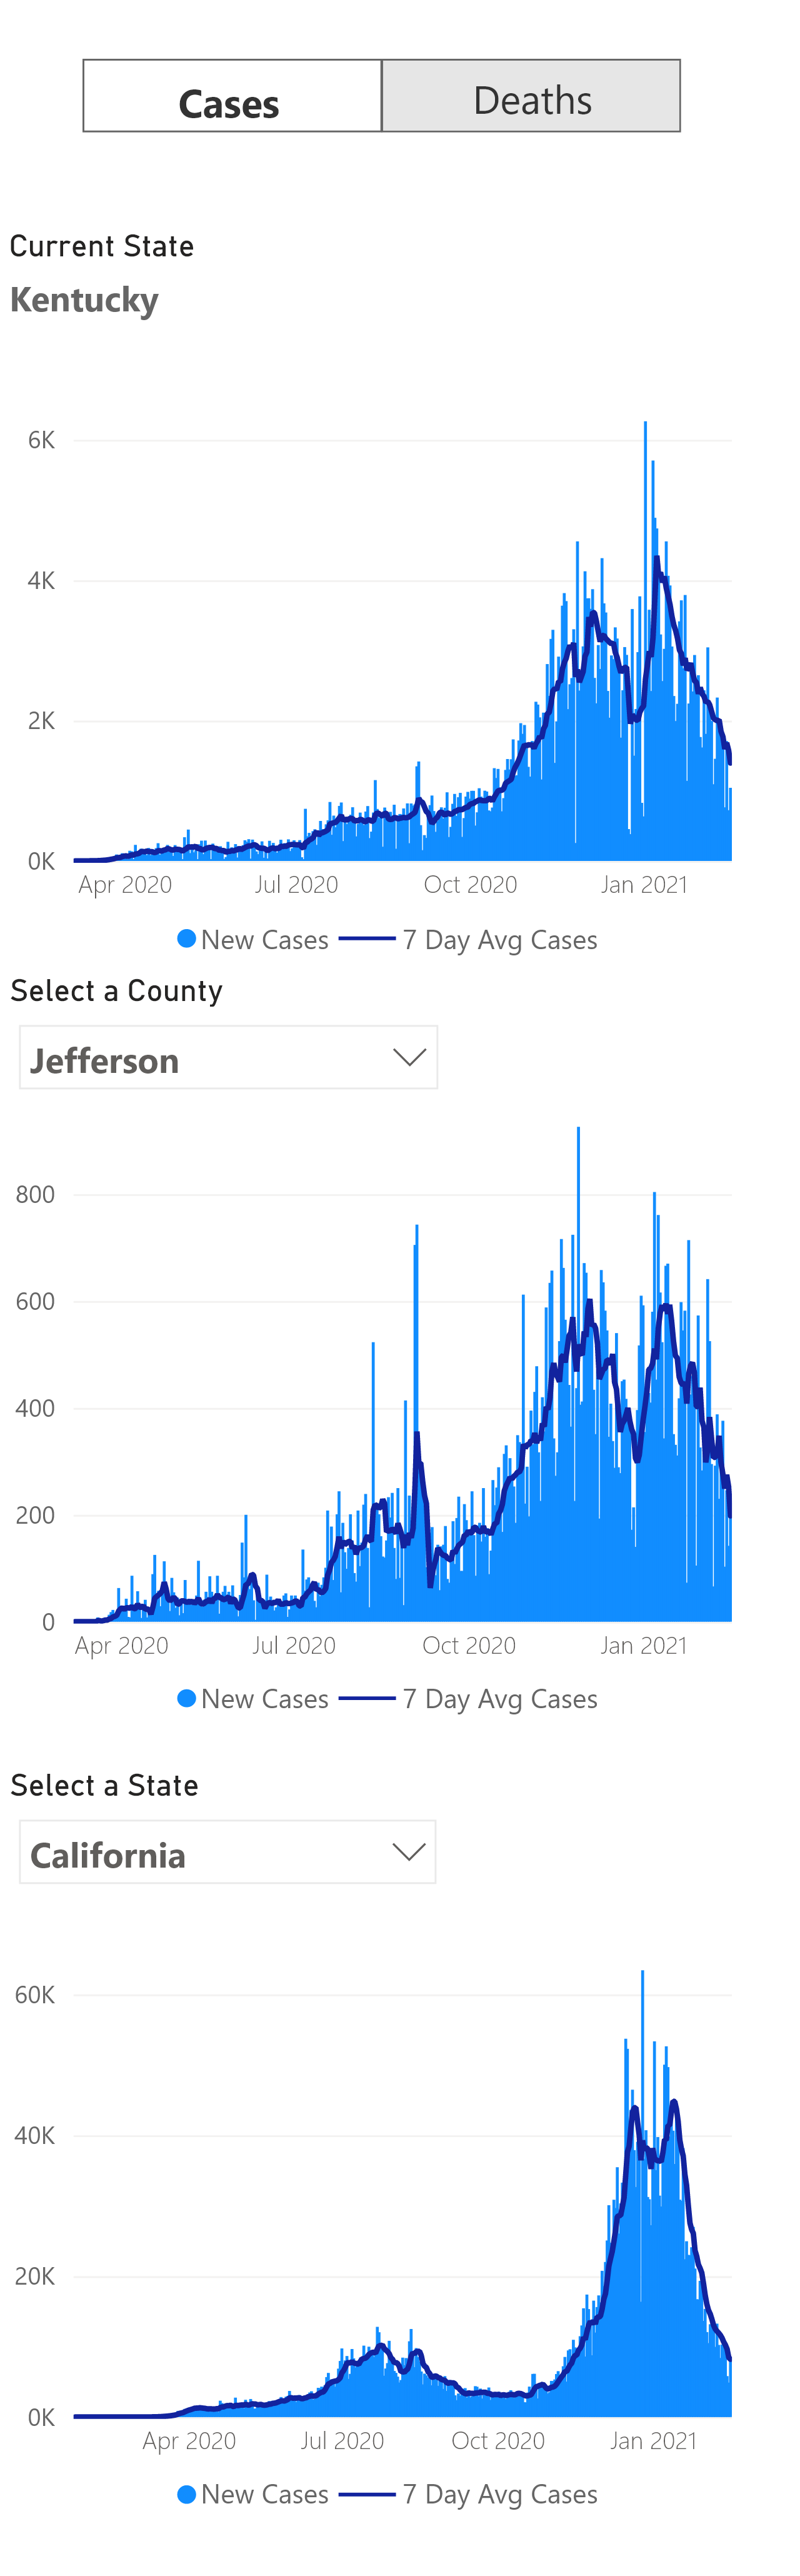 Cases Deaths
Current State
Kentucky
6K
4K
2K
0K
Apr 2020 Jul 2020 Oct 2020 Jan 2021
New Cases 7 Day Avg Cases
Select a County
Jefferson
800
600
400
200
0
Apr 2020 Jul 2020 Oct 2020 Jan 2021
New Cases 7 Day Avg Cases
Select a State
California
60K
40K
20K
0K
Apr 2020 Jul 2020 Oct 2020 Jan 2021
New Cases 7 Day Avg Cases